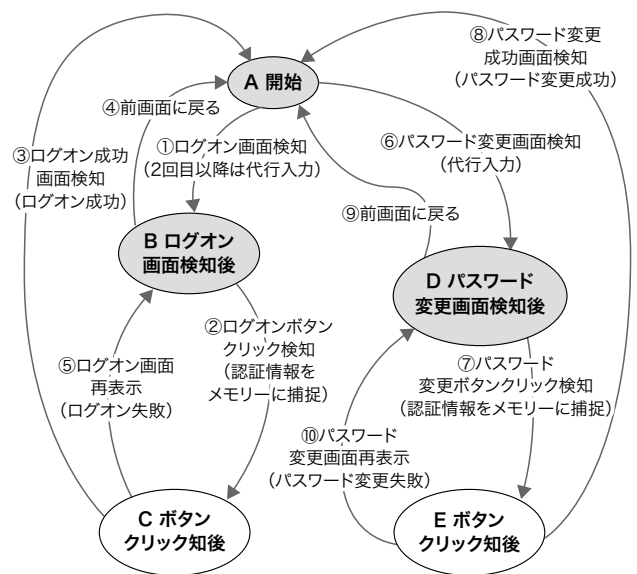 ⑧パスワード変更
成功画面検知
(パスワード変更成功)
A 開始
④前画面に戻る
①ログオン画面検知
(2回目以降は代行入力)
⑥パスワード変更画面検知
(代行入力)
③ログオン成功
画面検知
(ログオン成功)
⑨前画面に戻る
B ログオン
画面検知後
D パスワード
変更画面検知後
②ログオンボタン
クリック検知
(認証情報を
メモリーに捕捉)
⑤ログオン画面
再表示
(ログオン失敗)
⑦パスワード
変更ボタンクリック検知
(認証情報をメモリーに捕捉)
⑩パスワード
変更画面再表示
(パスワード変更失敗)
C ボタン
クリック知後
E ボタン
クリック知後